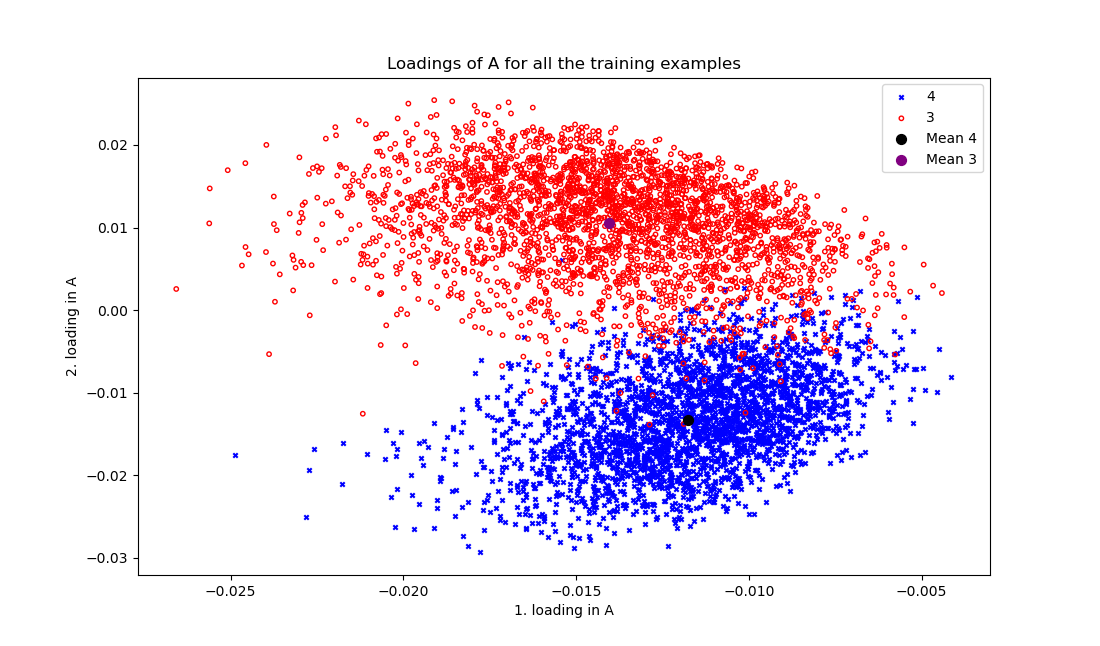 Loadings of A for all the training examples
4
3
Mean 4
Mean 3
0.02
0.01
0.00
−0.01
−0.02
−0.03
2. loading in A
−0.025
−0.020
−0.015
−0.010
−0.005
1. loading in A